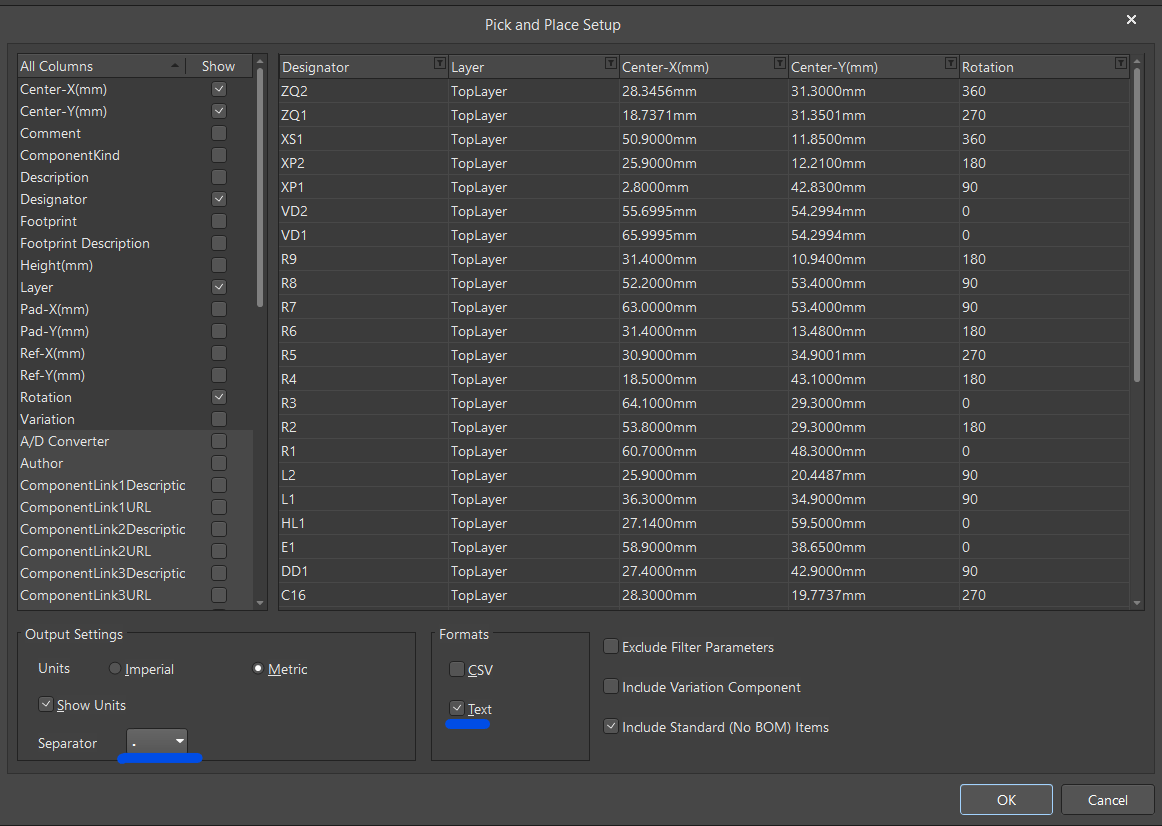 Pick and Place Setup
All Columns Show
Center-X(mm)
Center-Y(mm)
Comment
ComponentKind
Description
Designator
Footprint
Footprint Description
Height(mm)
Layer
Pad-X(mm)
Pad-Y(mm)
Ref-X(mm)
Ref-Y(mm)
Rotation
Variation
A/D Converter
Author
ComponentLink1Descriptic
ComponentLink1URL
ComponentLink2Descriptic
ComponentLink2URL
ComponentLink3Descriptic
ComponentLink3URL
Designator Layer Center-X(mm) Center-Y(mm) Rotation
ZQ2 TopLayer 28.3456mm 31.3000mm 360
ZQ1 TopLayer 18.7371mm 31.3501mm 270
XS1 TopLayer 50.9000mm 11.8500mm 360
XP2 TopLayer 25.9000mm 12.2100mm 180
XP1 TopLayer 2.8000mm 42.8300mm 90
VD2 TopLayer 55.6995mm 54.2994mm 0
VD1 TopLayer 65.9995mm 54.2994mm 0
R9 TopLayer 31.4000mm 10.9400mm 180
R8 TopLayer 52.2000mm 53.4000mm 90
R7 TopLayer 63.0000mm 53.4000mm 90
R6 TopLayer 31.4000mm 13.4800mm 180
R5 TopLayer 30.9000mm 34.9001mm 270
R4 TopLayer 18.5000mm 43.1000mm 180
R3 TopLayer 64.1000mm 29.3000mm 0
R2 TopLayer 53.8000mm 29.3000mm 180
R1 TopLayer 60.7000mm 48.3000mm 0
L2 TopLayer 25.9000mm 20.4487mm 90
L1 TopLayer 36.3000mm 34.9000mm 90
HL1 TopLayer 27.1400mm 59.5000mm 0
E1 TopLayer 58.9000mm 38.6500mm 0
DD1 TopLayer 27.4000mm 42.9000mm 90
C16 TopLayer 28.3000mm 19.7737mm 270
Output Settings
Units Imperial Metric
Show Units
Separator .
Formats
CSV
Text
Exclude Filter Parameters
Include Variation Component
Include Standard (No BOM) Items
OK Cancel